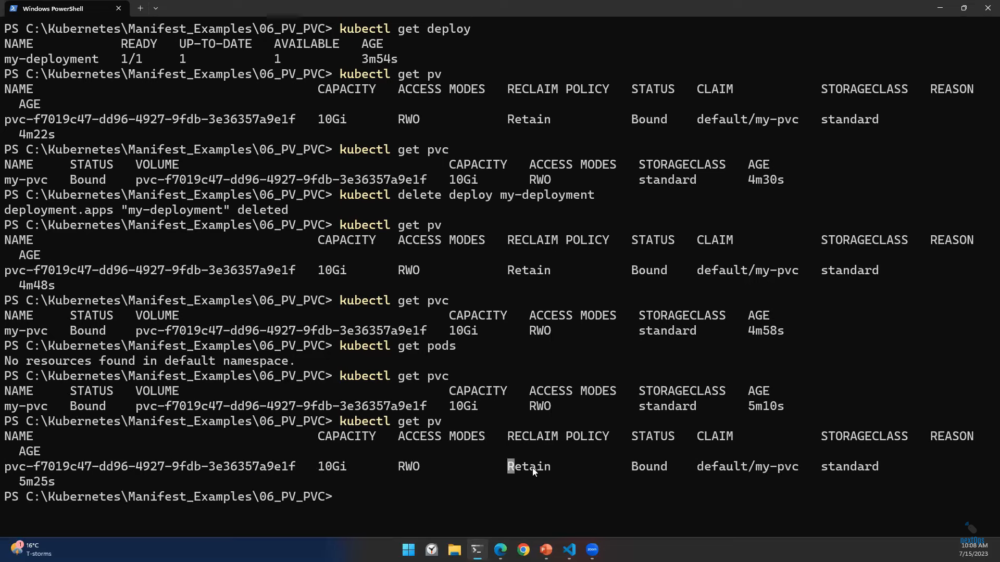 Windows PowerShell
PS C:\Kubernetes\Manifest_Examples\06_PV_PVC> kubectl get deploy
NAME READY UP-TO-DATE AVAILABLE AGE
my-deployment 1/1 1 1 3m54s
PS C:\Kubernetes\Manifest_Examples\06_PV_PVC> kubectl get pv
NAME CAPACITY ACCESS MODES RECLAIM POLICY STATUS CLAIM STORAGECLASS REASON
AGE
pvc-f7019c47-dd96-4927-9fdb-3e36357a9e1f 10Gi RWO Retain Bound default/my-pvc standard
4m22s
PS C:\Kubernetes\Manifest_Examples\06_PV_PVC> kubectl get pvc
NAME STATUS VOLUME CAPACITY ACCESS MODES STORAGECLASS AGE
my-pvc Bound pvc-f7019c47-dd96-4927-9fdb-3e36357a9e1f 10Gi RWO standard 4m30s
PS C:\Kubernetes\Manifest_Examples\06_PV_PVC> kubectl delete deploy my-deployment
deployment.apps "my-deployment" deleted
PS C:\Kubernetes\Manifest_Examples\06_PV_PVC> kubectl get pv
NAME CAPACITY ACCESS MODES RECLAIM POLICY STATUS CLAIM STORAGECLASS REASON
AGE
pvc-f7019c47-dd96-4927-9fdb-3e36357a9e1f 10Gi RWO Retain Bound default/my-pvc standard
4m48s
PS C:\Kubernetes\Manifest_Examples\06_PV_PVC> kubectl get pvc
NAME STATUS VOLUME CAPACITY ACCESS MODES STORAGECLASS AGE
my-pvc Bound pvc-f7019c47-dd96-4927-9fdb-3e36357a9e1f 10Gi RWO standard 4m58s
PS C:\Kubernetes\Manifest_Examples\06_PV_PVC> kubectl get pods
No resources found in default namespace.
PS C:\Kubernetes\Manifest_Examples\06_PV_PVC> kubectl get pvc
NAME STATUS VOLUME CAPACITY ACCESS MODES STORAGECLASS AGE
my-pvc Bound pvc-f7019c47-dd96-4927-9fdb-3e36357a9e1f 10Gi RWO standard 5m10s
PS C:\Kubernetes\Manifest_Examples\06_PV_PVC> kubectl get pv
NAME CAPACITY ACCESS MODES RECLAIM POLICY STATUS CLAIM STORAGECLASS REASON
AGE
pvc-f7019c47-dd96-4927-9fdb-3e36357a9e1f 10Gi RWO Retain Bound default/my-pvc standard
5m25s
PS C:\Kubernetes\Manifest_Examples\06_PV_PVC>
nextOps
1
16°C
T-storms
zoom
10:08 AM
7/15/2023